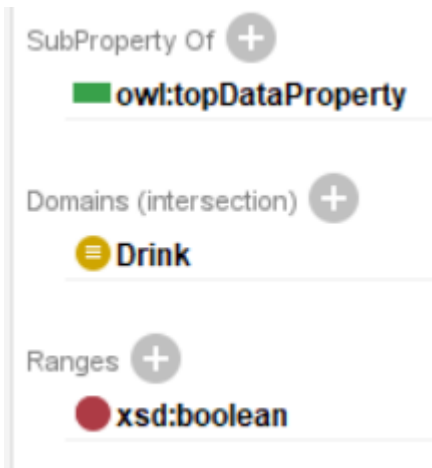 SubProperty Of
owl:topDataProperty
Domains (intersection)
Drink
Ranges
xsd:boolean